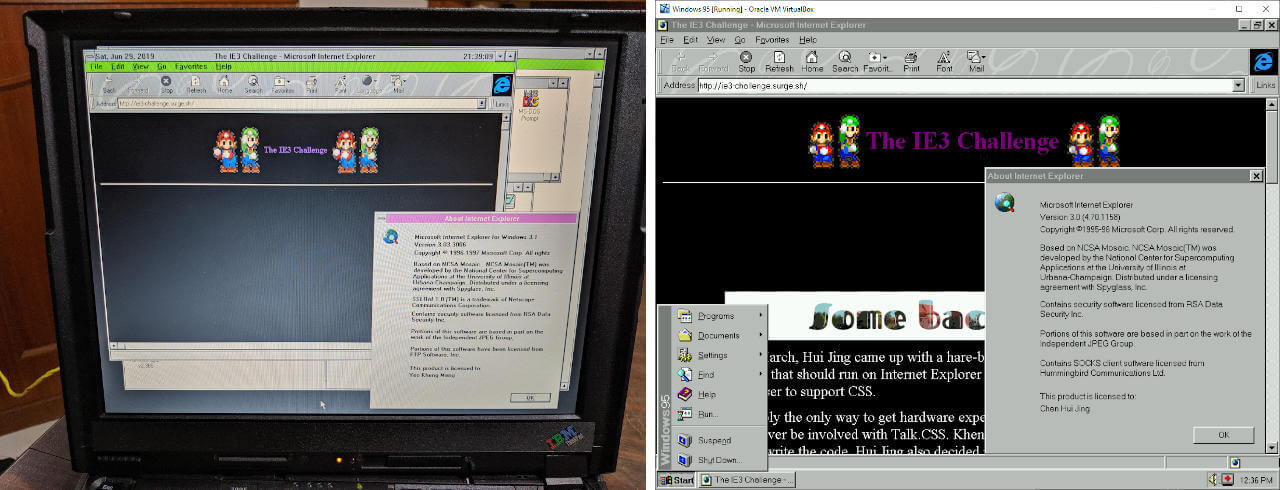 Sat, Jun 29, 2019
The IE3 Challenge - Microsoft Internet Explorer
21:39:09
File Edit View Go Favorites Help
Back Forward Stop Refresh Home Search Favorit... Print Font Language Mail
Address http://ie3-challenge.surge.sh/ Links
MS-DOS
Prompt
The IE3 Challenge
About Internet Explorer
Microsoft Internet Explorer for Windows 3.1
Version 3.03.3006
Copyright © 1996-1997 Microsoft Corp. All rights
Based on NCSA Mosaic. NCSA Mosaic(TM) was
developed by the National Center for Supercomputing
Applications at the University of Illinois at
Urbana-Champaign. Distributed under a licensing
agreement with Spyglass, Inc.
Communications Corporation.
Contains security software licensed from RSA Data
Security Inc.
Portions of this software are based in part on the
work of the Independent JPEG Group.
Portions of this software have been licensed from
FTP Software, Inc.
This product is licensed to
Yeo Kheng Meng
OK
IBM
ThinkPad
Esc
Windows 95 [Running] - Oracle VM VirtualBox
The IE3 Challenge - Microsoft Internet Explorer
File Edit View Go Favorites Help
Back Forward Stop Refresh Home Search Favorit... Print Font Mail
Address http://ie3-challenge.surge.sh/ Links
The IE3 Challenge
About Internet Explorer
Microsoft Internet Explorer
Version 3.0 (4.70.1158)
Copyright ©1995-96 Microsoft Corp. All rights reserved.
Based on NCSA Mosaic. NCSA Mosaic(TM) was
developed by the National Center for Supercomputing
Applications at the University of Illinois at
Urbana-Champaign. Distributed under a licensing
agreement with Spyglass, Inc.
Contains security software licensed from RSA Data
Security Inc.
Portions of this software are based in part on the work of the
Independent JPEG Group.
Contains SOCKS client software licensed from
Hummingbird Communications Ltd.
This product is licensed to:
Chen Hui Jing
OK
Some bac
arch, Hui Jing came up with a hare-b
that should run on Internet Explorer
ser to support CSS.
ply the only way to get hardware expe
ver be involved with Talk.CSS. Khen
write the code, Hui Jing also decided
Windows95
Programs
Documents
Settings
Find
Help
Run...
Suspend
Shut Down...
Start
The IE3 Challenge - ...
12:36 PM